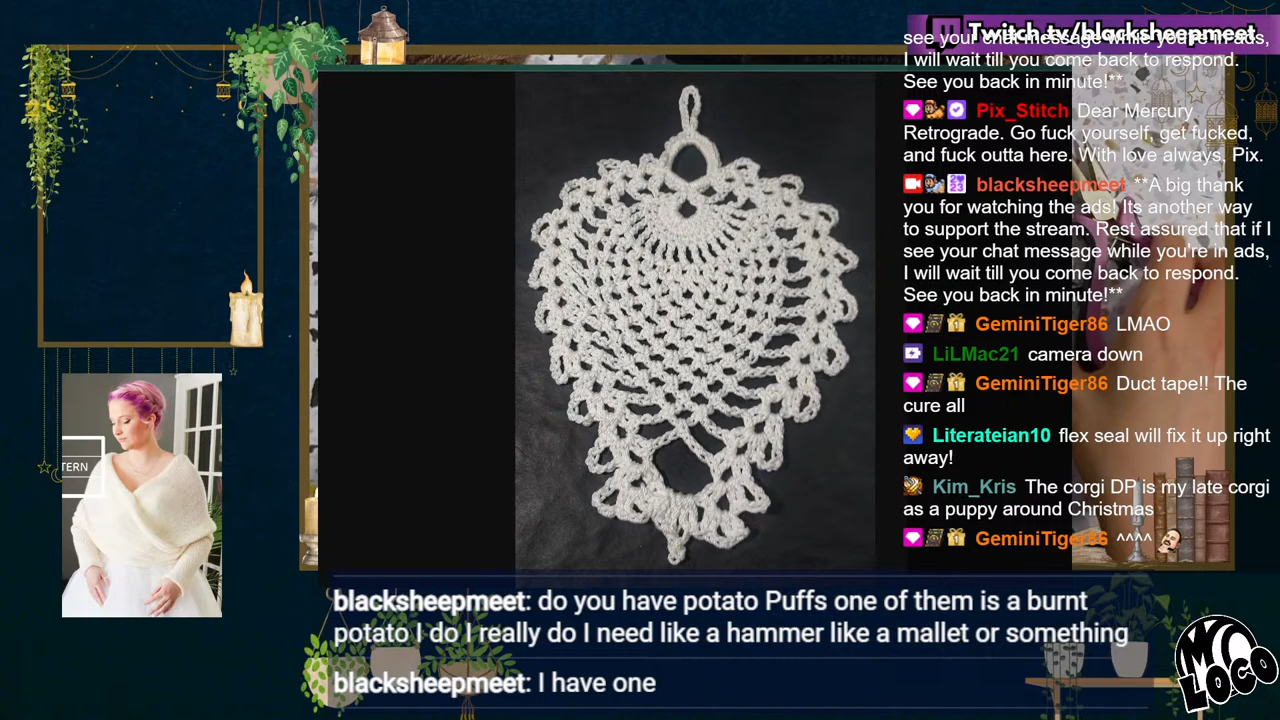 Twitch.tv/blacksheepmeet
see your chat message while you're in ads,
I will wait till you come back to respond.
See you back in minute!**
Pix_Stitch Dear Mercury
Retrograde. Go fuck yourself, get fucked,
and fuck outta here. With love always, Pix.
blacksheepmeet **A big thank
you for watching the ads! Its another way
to support the stream. Rest assured that if I
see your chat message while you're in ads,
I will wait till you come back to respond.
See you back in minute!**
GeminiTiger86 LMAO
LiLMac21 camera down
GeminiTiger86 Duct tape!! The
cure all
Literateian10 flex seal will fix it up right
away!
Kim_Kris The corgi DP is my late corgi
as a puppy around Christmas
GeminiTiger86 ^^^^
TERN
blacksheepmeet: do you have potato Puffs one of them is a burnt
potato I do I really do I need like a hammer like a mallet or something
blacksheepmeet: I have one
MC
LOCO